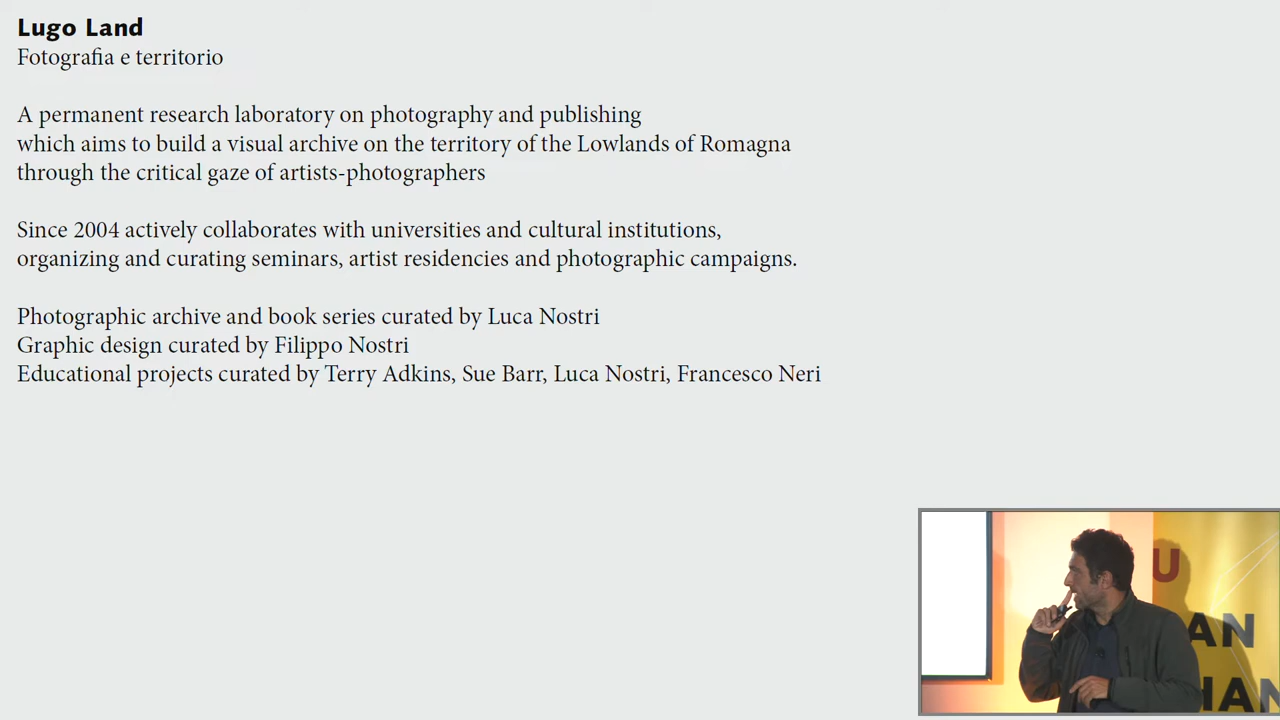 Lugo Land
Fotografia e territorio
A permanent research laboratory on photography and publishing
which aims to build a visual archive on the territory of the Lowlands of Romagna
through the critical gaze of artists-photographers
Since 2004 actively collaborates with universities and cultural institutions,
organizing and curating seminars, artist residencies and photographic campaigns.
Photographic archive and book series curated by Luca Nostri
Graphic design curated by Filippo Nostri
Educational projects curated by Terry Adkins, Sue Barr, Luca Nostri, Francesco Neri
U
AN
HAN